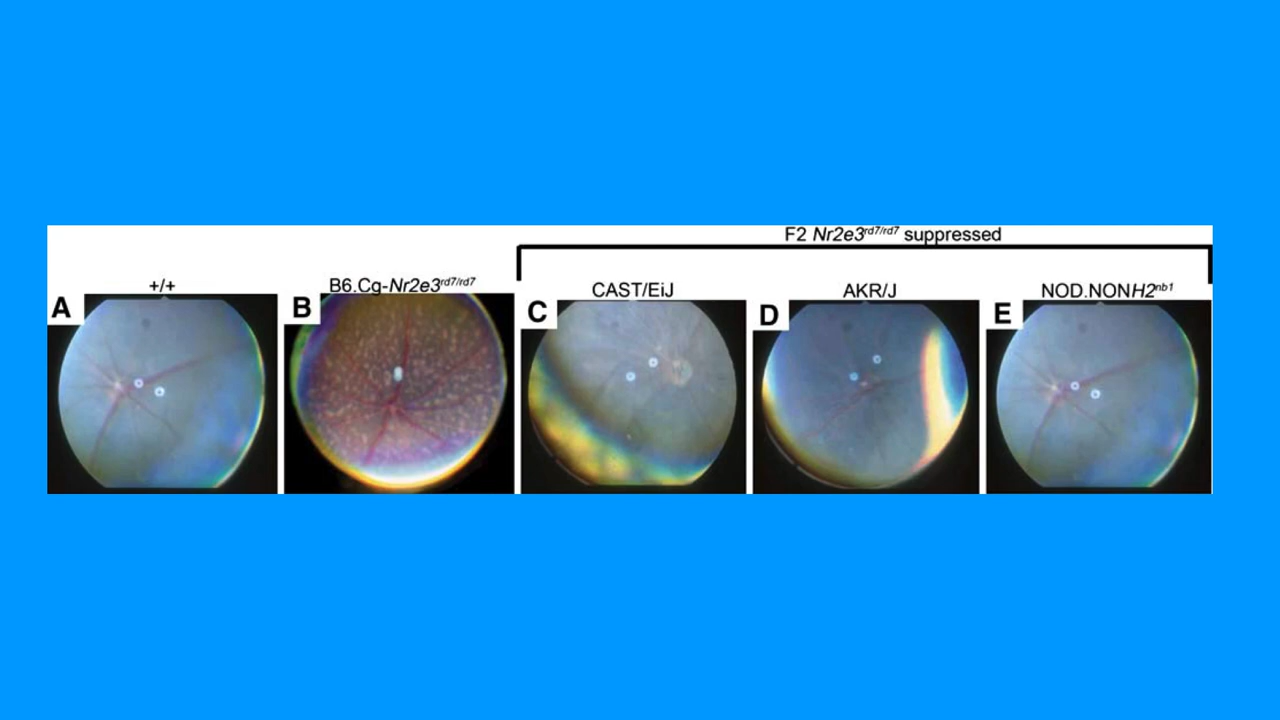 F2 Nr2e3rd7/rd7 suppressed
+/+
B6.Cg-Nr2e3rd7/rd7
CAST/EiJ
AKR/J
NOD.NONH2nb1
A
B
C
D
E